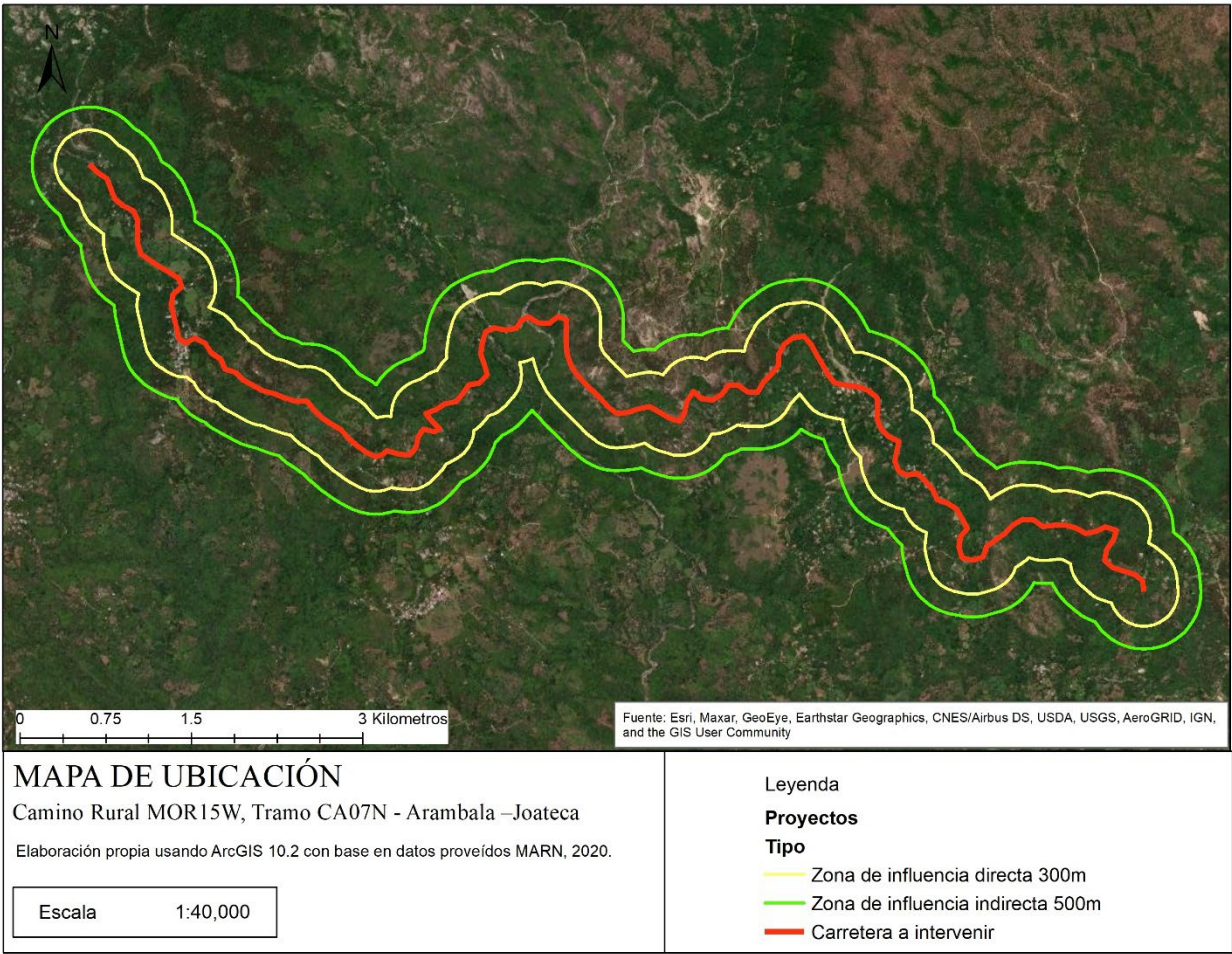 N
0 0.75 1.5 3 Kilometros
Fuente: Esri, Maxar, GeoEye, Earthstar Geographics, CNES/Airbus DS, USDA, USGS, AeroGRID, IGN,
and the GIS User Community
MAPA DE UBICACIÓN
Camino Rural MOR15W, Tramo CA07N - Arambala –Joateca
Elaboración propia usando ArcGIS 10.2 con base en datos proveídos MARN, 2020.
Escala 1:40,000
Leyenda
Proyectos
Tipo
Zona de influencia directa 300m
Zona de influencia indirecta 500m
Carretera a intervenir